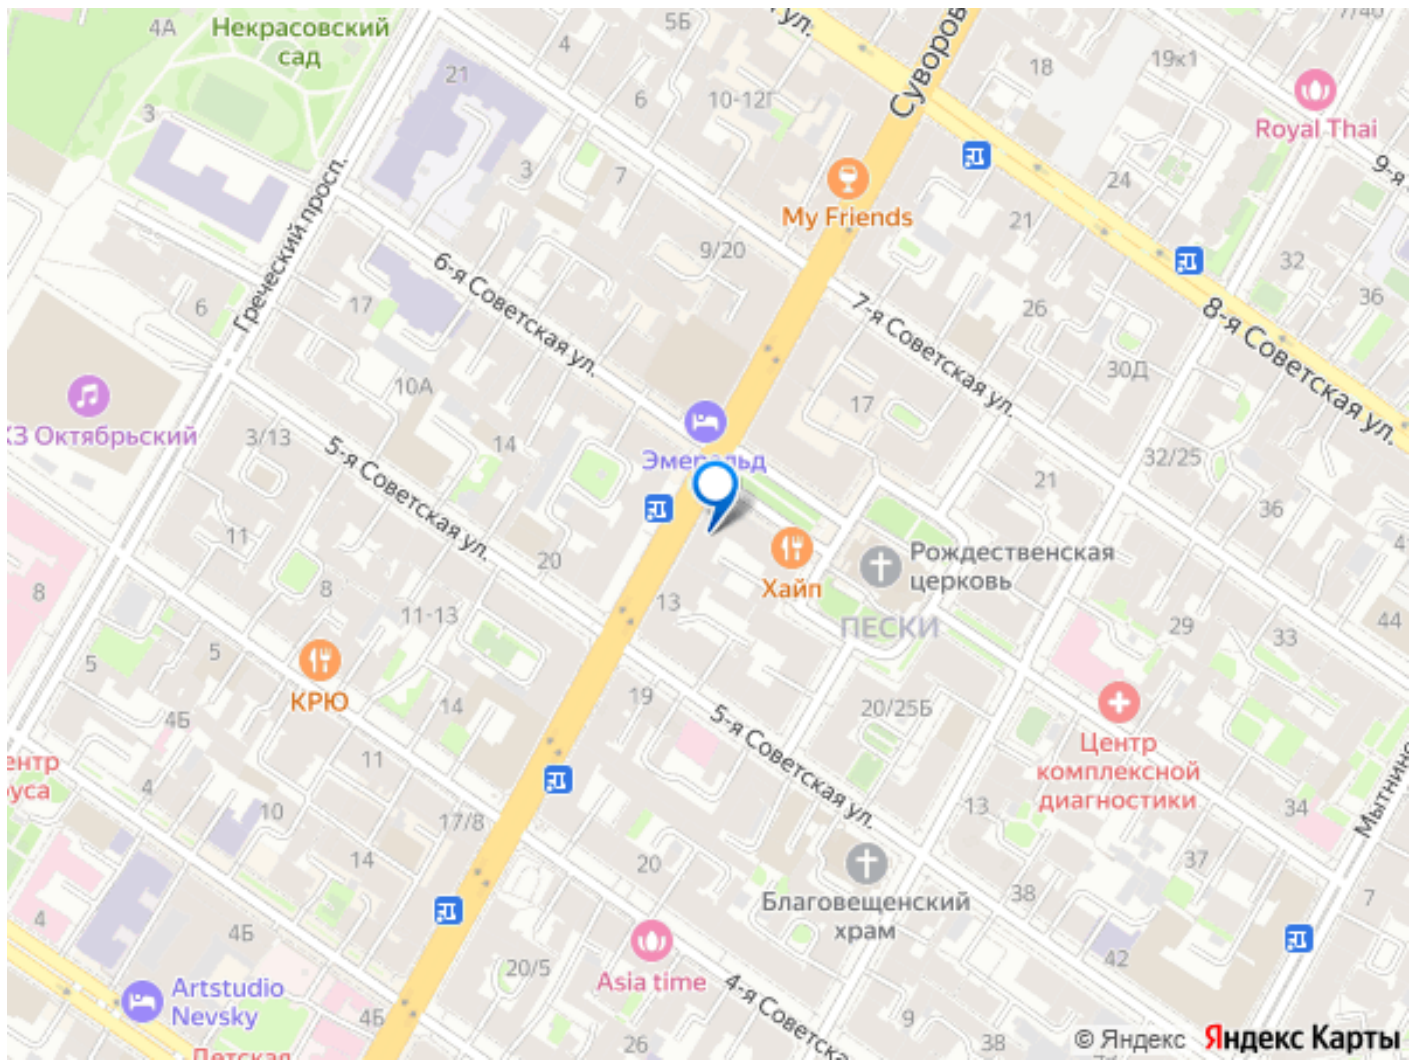 4А
Некрасовский
сад
5Б
ул.
7/40
4
Суворов
19к1
18
21
6
10-12Г
Royal Thai
3
3
7
24
9-я
My Friends
21
Греческий просп.
9/20
32
6-я Советская ул.
17
6
26
7-я Советская ул.
36
8-я Советская ул.
10А
30Д
КЗ Октябрьский
3/13
14
17
Эмеральд
32/25
5-я Советская ул.
21
36
11
20
Рождественская
церковь
Хайп
8
8
11-13
13
ПЕСКИ
29
33
44
5
5
КРЮ
4Б
14
19
20/25Б
5-я Советская ул.
Центр
комплексной
диагностики
ентр
руса
11
4
10
17/8
13
34
Мытнинс
14
20
37
Благовещенский
храм
38
7
4
4Б
Asia time
42
20/5
Artstudio
Nevsky
4-я Советская
4Б
26
9
Детская
© Яндекс Яндекс Карты